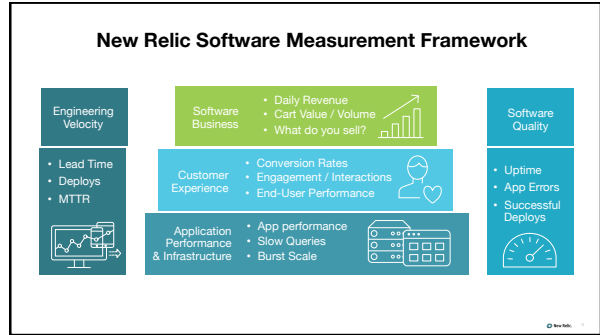 New Relic Software Measurement Framework
Engineering
Velocity
• Lead Time
• Deploys
• MTTR
Software
Business
• Daily Revenue
• Cart Value / Volume
• What do you sell?
Customer
Experience
• Conversion Rates
• Engagement / Interactions
• End-User Performance
Application
Performance
& Infrastructure
• App performance
• Slow Queries
• Burst Scale
Software
Quality
• Uptime
• App Errors
• Successful
Deploys
New Relic.